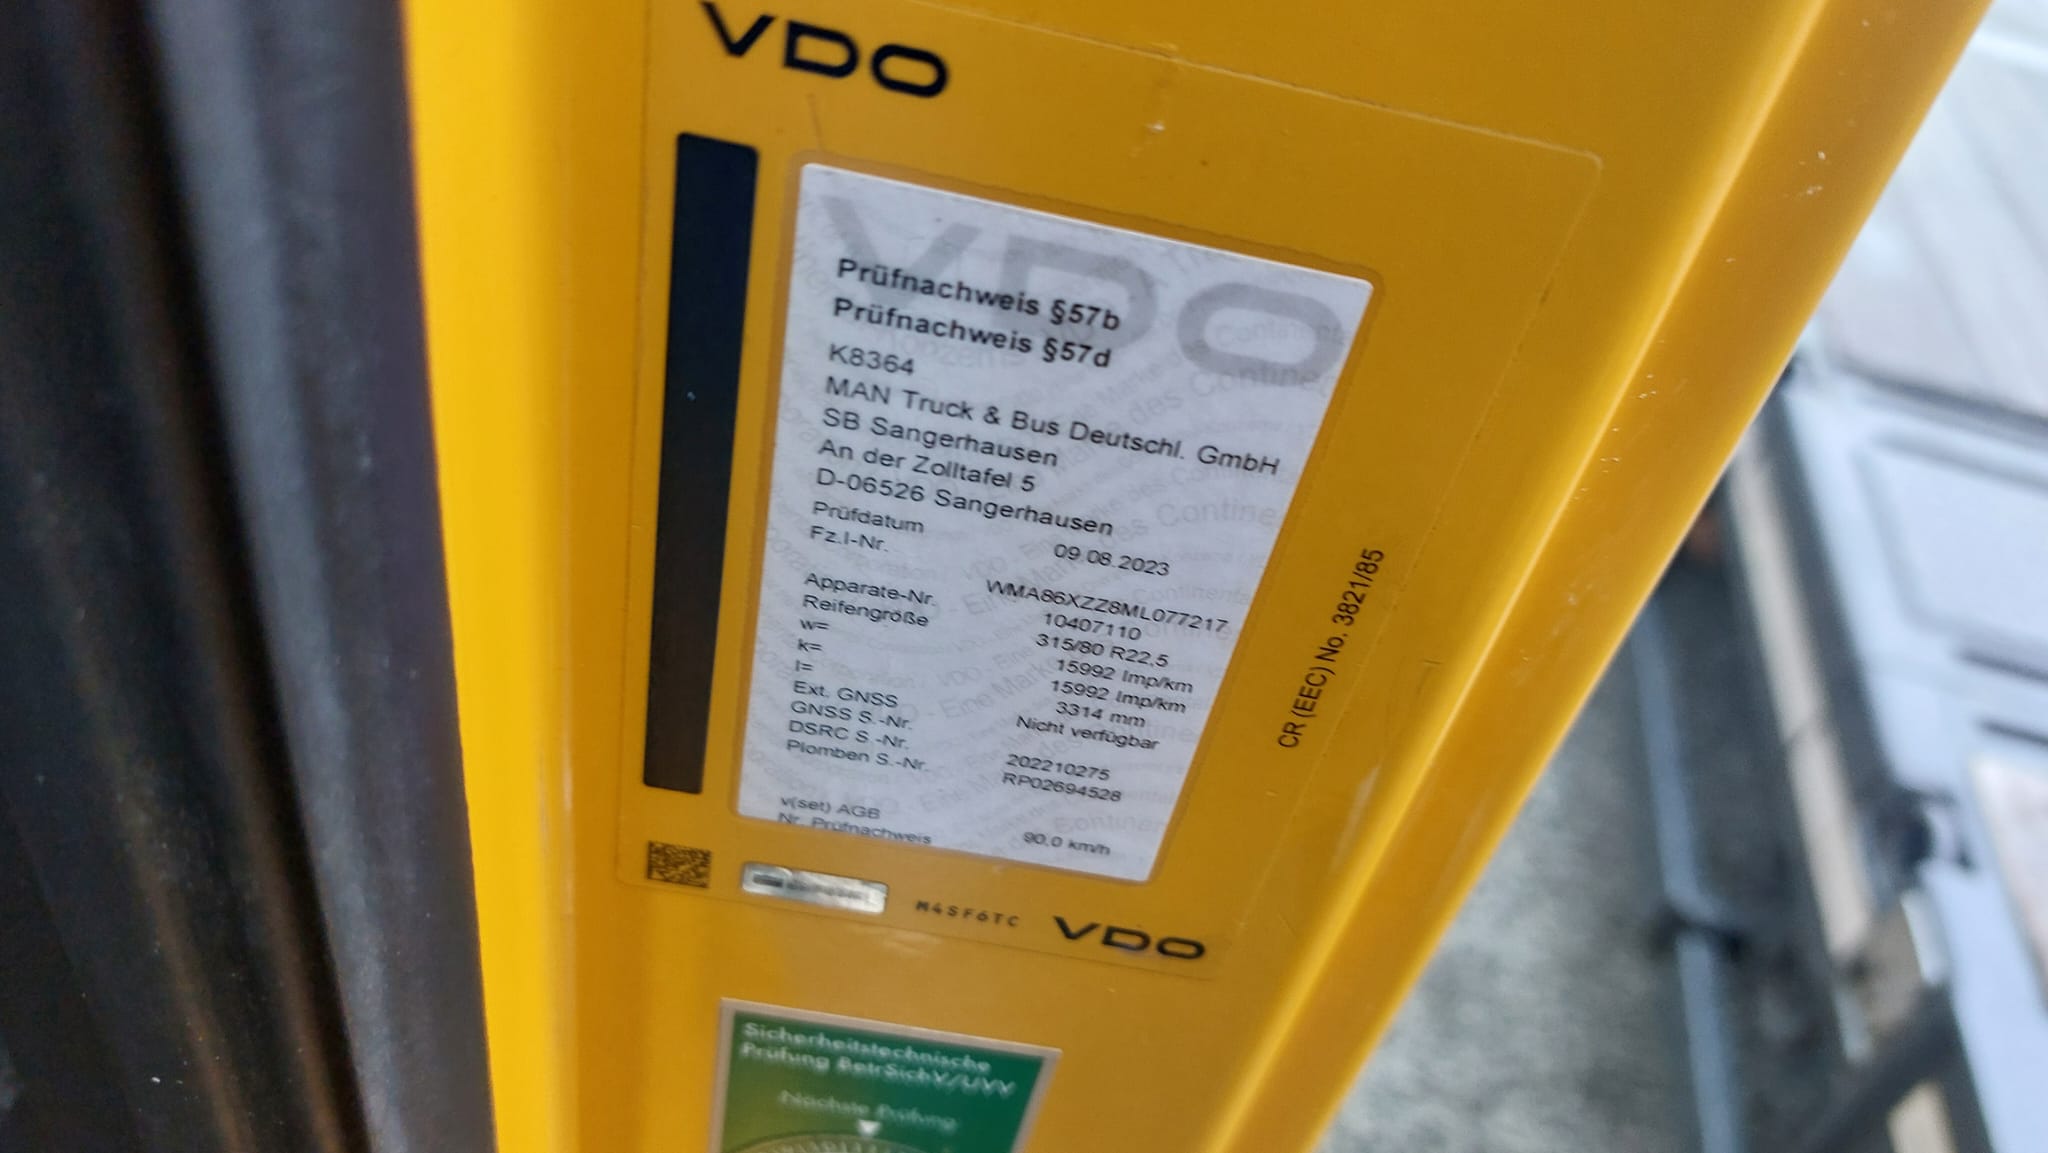 VDO
Prüfnachweis §57b
Prüfnachweis §57d
K8364
MAN Truck & Bus Deutschl. GmbH
SB Sangerhausen
An der Zolltafel 5
D-06526 Sangerhausen
Prüfdatum 09.08.2023
Fz.I-Nr. WMA86XZZ8ML077217
Apparate-Nr. 10407110
Reifengröße 315/80 R22,5
w= 15992 Imp/km
k= 15992 Imp/km
l= 3314 mm
Ext. GNSS Nicht verfügbar
GNSS S.-Nr.
DSRC S.-Nr. 202210275
Plomben S.-Nr. RP02694528
v(set) AGB 90,0 km/h
Nr. Prüfnachweis
CR (EEC) No. 3821/85
M4SF6TC
VDO
Sicherheitstechnische
Prüfung BetrSichV/UVV
Nächste Prüfung